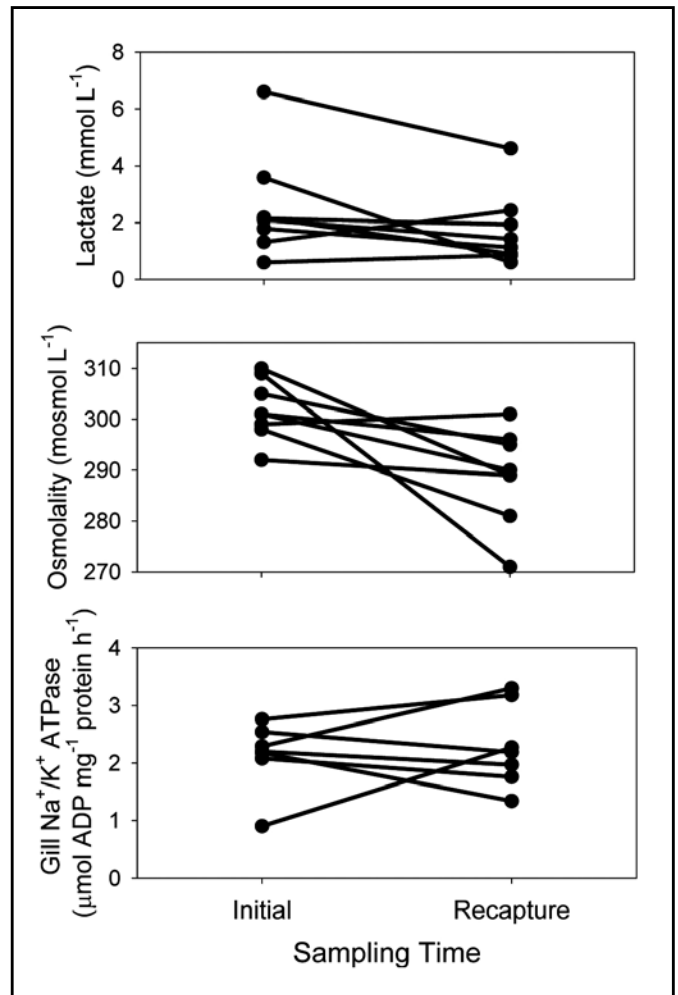 8
6
4
2
0
Lactate (mmol L⁻¹)
310
300
290
280
270
Osmolality (mosmol L⁻¹)
4
3
2
1
0
Gill Na⁺/K⁺ ATPase
(μmol ADP mg⁻¹ protein h⁻¹)
Initial Recapture
Sampling Time